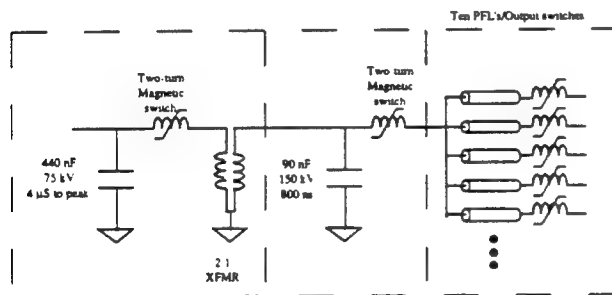 Ten PFL's/Output switches
Two-turn
Magnetic
switch
Two turn
Magnetic
switch
440 nF
75 kV
4 µS to peak
90 nF
150 kV
800 ns
2 1
XFMR